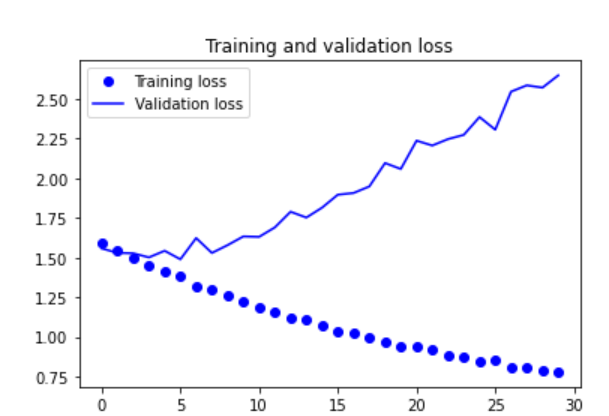 Training and validation loss
Training loss
Validation loss
2.50
2.25
2.00
1.75
1.50
1.25
1.00
0.75
0 5 10 15 20 25 30